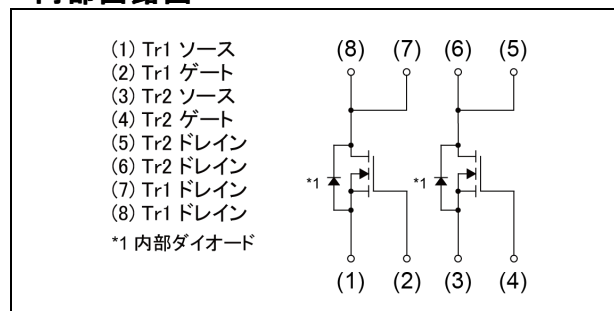 内部回路図
(1) Tr1 ソース
(2) Tr1 ゲート
(3) Tr2 ソース
(4) Tr2 ゲート
(5) Tr2 ドレイン
(6) Tr2 ドレイン
(7) Tr1 ドレイン
(8) Tr1 ドレイン
*1 内部ダイオード
(8) (7) (6) (5)
*1 *1
(1) (2) (3) (4)